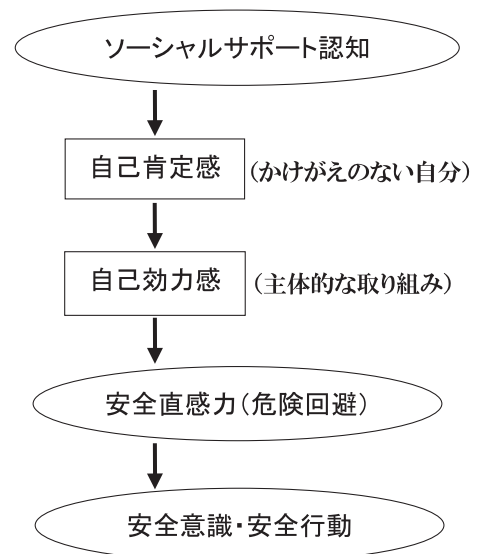 ソーシャルサポート認知
自己肯定感 (かけがえのない自分)
自己効力感 (主体的な取り組み)
安全直感力(危険回避)
安全意識・安全行動